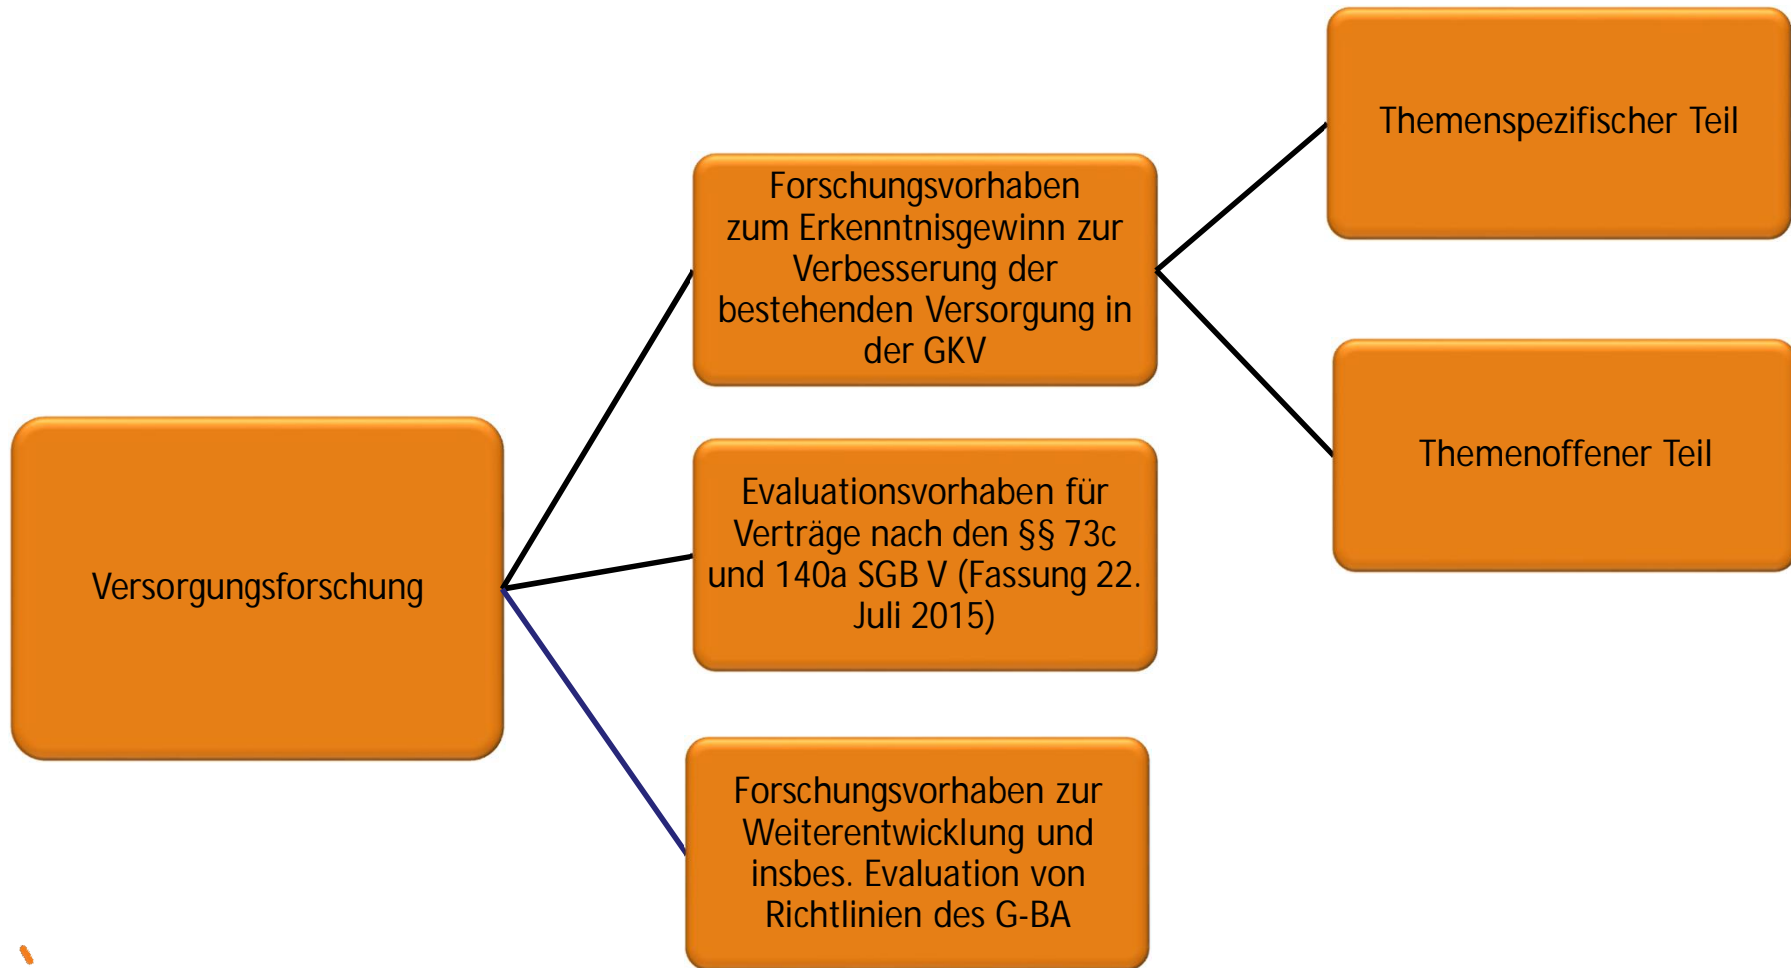 Versorgungsforschung
Forschungsvorhaben
zum Erkenntnisgewinn zur
Verbesserung der
bestehenden Versorgung in
der GKV
Themenspezifischer Teil
Themenoffener Teil
Evaluationsvorhaben für
Verträge nach den §§ 73c
und 140a SGB V (Fassung 22.
Juli 2015)
Forschungsvorhaben zur
Weiterentwicklung und
insbes. Evaluation von
Richtlinien des G-BA